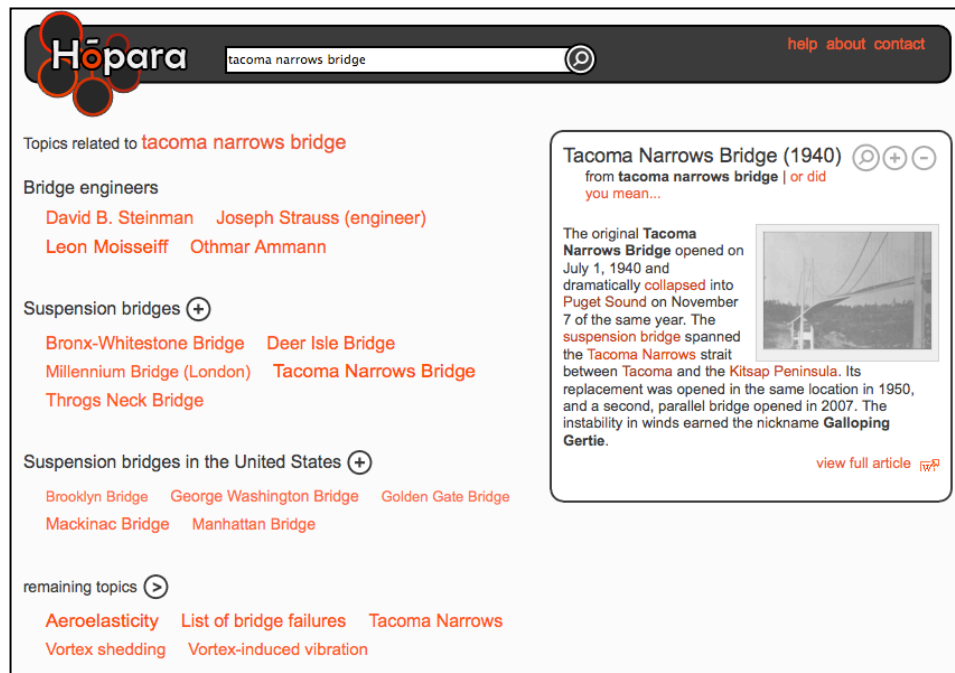 Hōpara
tacoma narrows bridge
help about contact
Topics related to tacoma narrows bridge
Bridge engineers
David B. Steinman Joseph Strauss (engineer)
Leon Moisseiff Othmar Ammann
Suspension bridges +
Bronx-Whitestone Bridge Deer Isle Bridge
Millennium Bridge (London) Tacoma Narrows Bridge
Throgs Neck Bridge
Suspension bridges in the United States +
Brooklyn Bridge George Washington Bridge Golden Gate Bridge
Mackinac Bridge Manhattan Bridge
remaining topics >
Aeroelasticity List of bridge failures Tacoma Narrows
Vortex shedding Vortex-induced vibration
Tacoma Narrows Bridge (1940) + −
from tacoma narrows bridge | or did
you mean...
The original Tacoma
Narrows Bridge opened on
July 1, 1940 and
dramatically collapsed into
Puget Sound on November
7 of the same year. The
suspension bridge spanned
the Tacoma Narrows strait
between Tacoma and the Kitsap Peninsula. Its
replacement was opened in the same location in 1950,
and a second, parallel bridge opened in 2007. The
instability in winds earned the nickname Galloping
Gertie.
view full article W